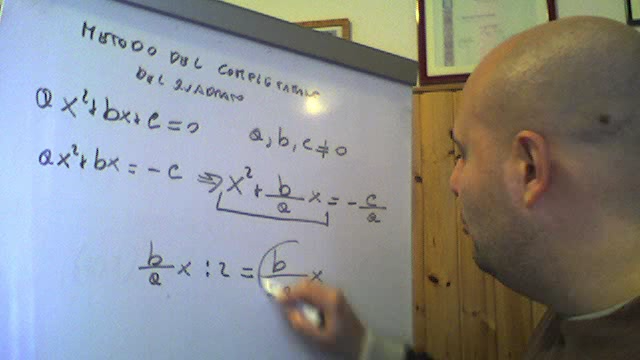 METODO DEL COMPLETAMENTO
DEL QUADRATO
ax²+bx+c=0
a,b,c≠0
ax²+bx=-c ⇒ x²+b/a x=-c/a
b/a x:2=(b/ a x